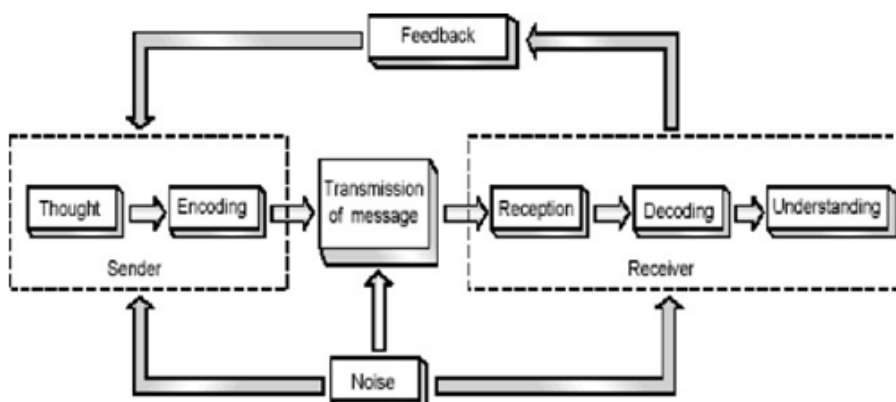 Feedback
Thought
Encoding
Transmission
of message
Reception
Decoding
Understanding
Sender
Receiver
Noise